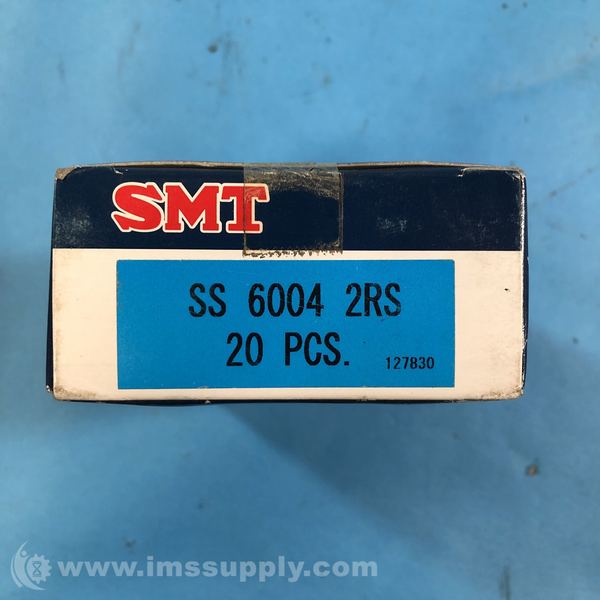 SMT
SS 6004 2RS
20 PCS. 127830
www.imssupply.com